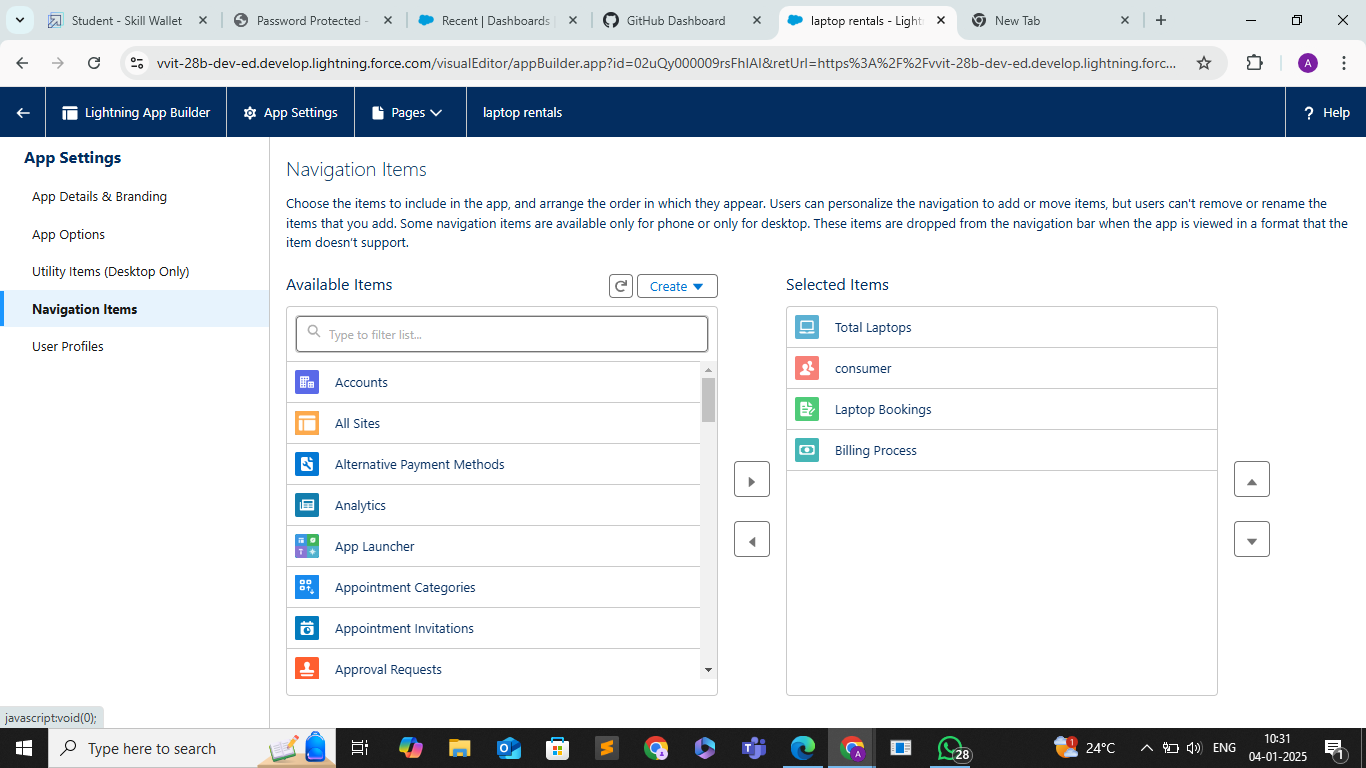 Student - Skill Wallet
Password Protected -
Recent | Dashboards
GitHub Dashboard
laptop rentals - Light
New Tab
vvit-28b-dev-ed.develop.lightning.force.com/visualEditor/appBuilder.app?id=02uQy000009rsFhIAI&retUrl=https%3A%2F%2Fvvit-28b-dev-ed.develop.lightning.forc...
A
Lightning App Builder
App Settings
Pages
laptop rentals
? Help
App Settings
App Details & Branding
App Options
Utility Items (Desktop Only)
Navigation Items
User Profiles
Navigation Items
Choose the items to include in the app, and arrange the order in which they appear. Users can personalize the navigation to add or move items, but users can't remove or rename the
items that you add. Some navigation items are available only for phone or only for desktop. These items are dropped from the navigation bar when the app is viewed in a format that the
item doesn't support.
Available Items
Create
Type to filter list...
Accounts
All Sites
Alternative Payment Methods
Analytics
App Launcher
Appointment Categories
Appointment Invitations
Approval Requests
Selected Items
Total Laptops
consumer
Laptop Bookings
Billing Process
javascript:void(0);
Type here to search
A
28
1
24°C
ENG
10:31
04-01-2025
1